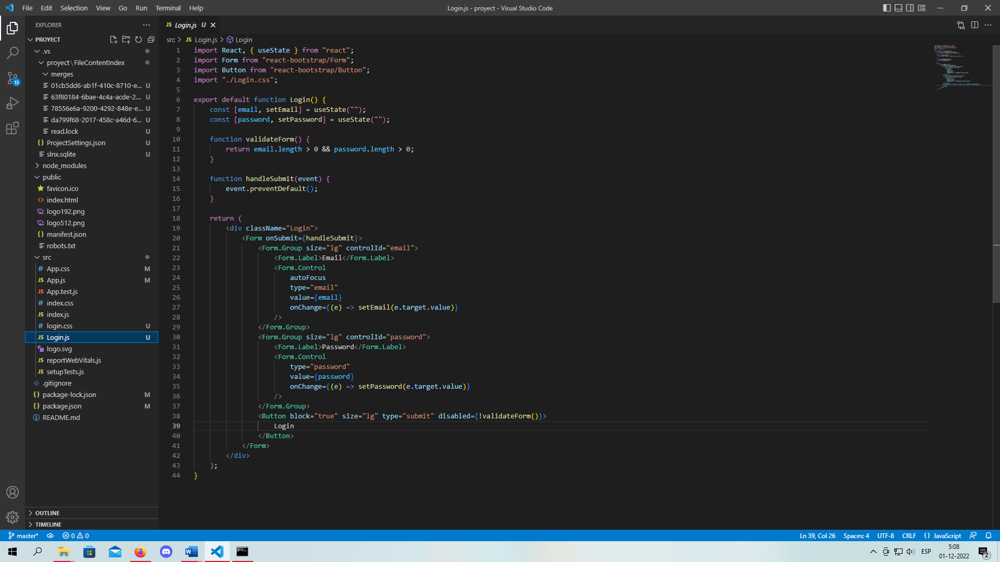 File Edit Selection View Go Run Terminal Help
Login.js - proyect - Visual Studio Code
EXPLORER
PROYECT
.vs
proyect\FileContentIndex
merges
01cb5dd6-ab1f-410c-8710-e... U
63f80184-6bae-4c4a-acde-2... U
78556e6a-9200-4292-848e-e... U
da799f68-2017-458c-a46d-6... U
read.lock U
ProjectSettings.json U
slnx.sqlite U
node_modules
public
favicon.ico
index.html
logo192.png
logo512.png
manifest.json
robots.txt
src
App.css M
App.js M
App.test.js
index.css
index.js
login.css U
Login.js U
logo.svg
reportWebVitals.js
setupTests.js
.gitignore
package-lock.json M
package.json M
README.md
OUTLINE
TIMELINE
13
JS Login.js U
src > JS Login.js > Login
1 import React, { useState } from "react";
2 import Form from "react-bootstrap/Form";
3 import Button from "react-bootstrap/Button";
4 import "./Login.css";
5
6 export default function Login() {
7 const [email, setEmail] = useState("");
8 const [password, setPassword] = useState("");
9
10 function validateForm() {
11 return email.length > 0 && password.length > 0;
12 }
13
14 function handleSubmit(event) {
15 event.preventDefault();
16 }
17
18 return (
19 <div className="Login">
20 <Form onSubmit={handleSubmit}>
21 <Form.Group size="lg" controlId="email">
22 <Form.Label>Email</Form.Label>
23 <Form.Control
24 autoFocus
25 type="email"
26 value={email}
27 onChange={(e) => setEmail(e.target.value)}
28 />
29 </Form.Group>
30 <Form.Group size="lg" controlId="password">
31 <Form.Label>Password</Form.Label>
32 <Form.Control
33 type="password"
34 value={password}
35 onChange={(e) => setPassword(e.target.value)}
36 />
37 </Form.Group>
38 <Button block="true" size="lg" type="submit" disabled={!validateForm()}>
39 Login
40 </Button>
41 </Form>
42 </div>
43 );
44 }
master* 0 0
Ln 39, Col 26 Spaces: 4 UTF-8 CRLF {} JavaScript
ESP
5:08
01-12-2022
2